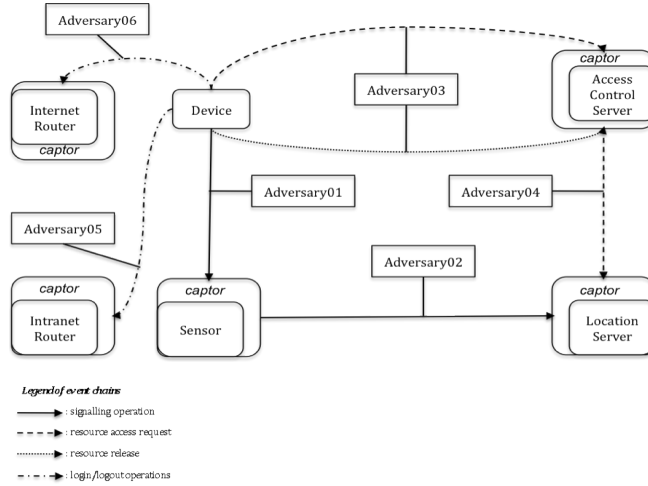 Adversary06
captor
Internet
Router
captor
Device
Adversary03
Access
Control
Server
Adversary01
Adversary04
Adversary05
Adversary02
captor
Intranet
Router
captor
Sensor
captor
Location
Server
Legend of event chains
: signalling operation
: resource access request
: resource release
: login/logout operations